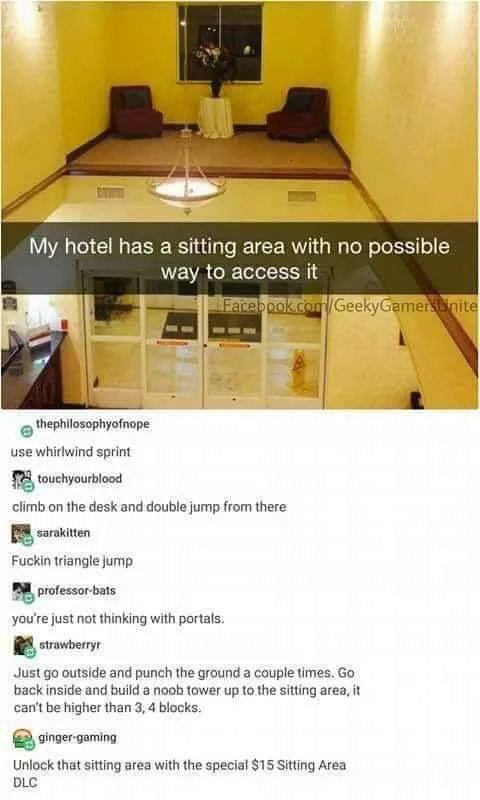 My hotel has a sitting area with no possible
way to access it
Facebook.com/GeekyGamersUnite
thephilosophyofnope
use whirlwind sprint
touchyourblood
climb on the desk and double jump from there
sarakitten
Fuckin triangle jump
professor-bats
you're just not thinking with portals.
strawberryr
Just go outside and punch the ground a couple times. Go
back inside and build a noob tower up to the sitting area, it
can't be higher than 3, 4 blocks.
ginger-gaming
Unlock that sitting area with the special $15 Sitting Area
DLC